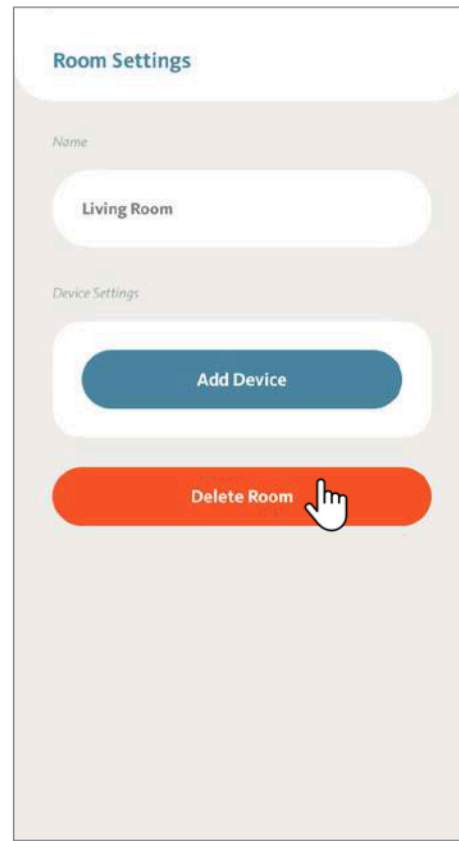 Room Settings
Name
Living Room
Device Settings
Add Device
Delete Room